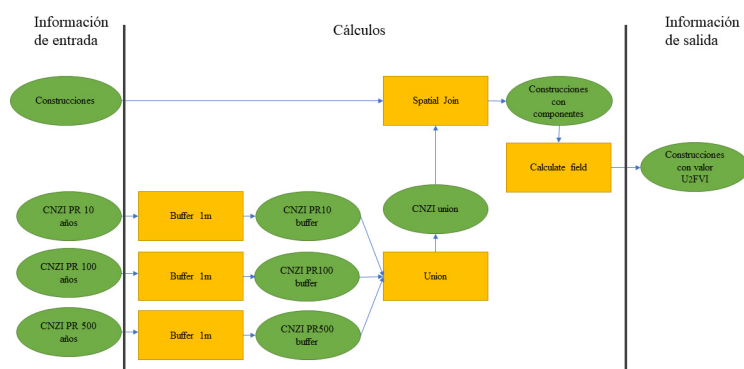 Información
de entrada
Cálculos
Información
de salida
Construcciones
Spatial Join
Construcciones
con
componentes
Calculate field
Construcciones
con valor
U2FVI
CNZI PR 10
años
Buffer 1m
CNZI PR10
buffer
CNZI union
CNZI PR 100
años
Buffer 1m
CNZI PR100
buffer
Union
CNZI PR 500
años
Buffer 1m
CNZI PR500
buffer